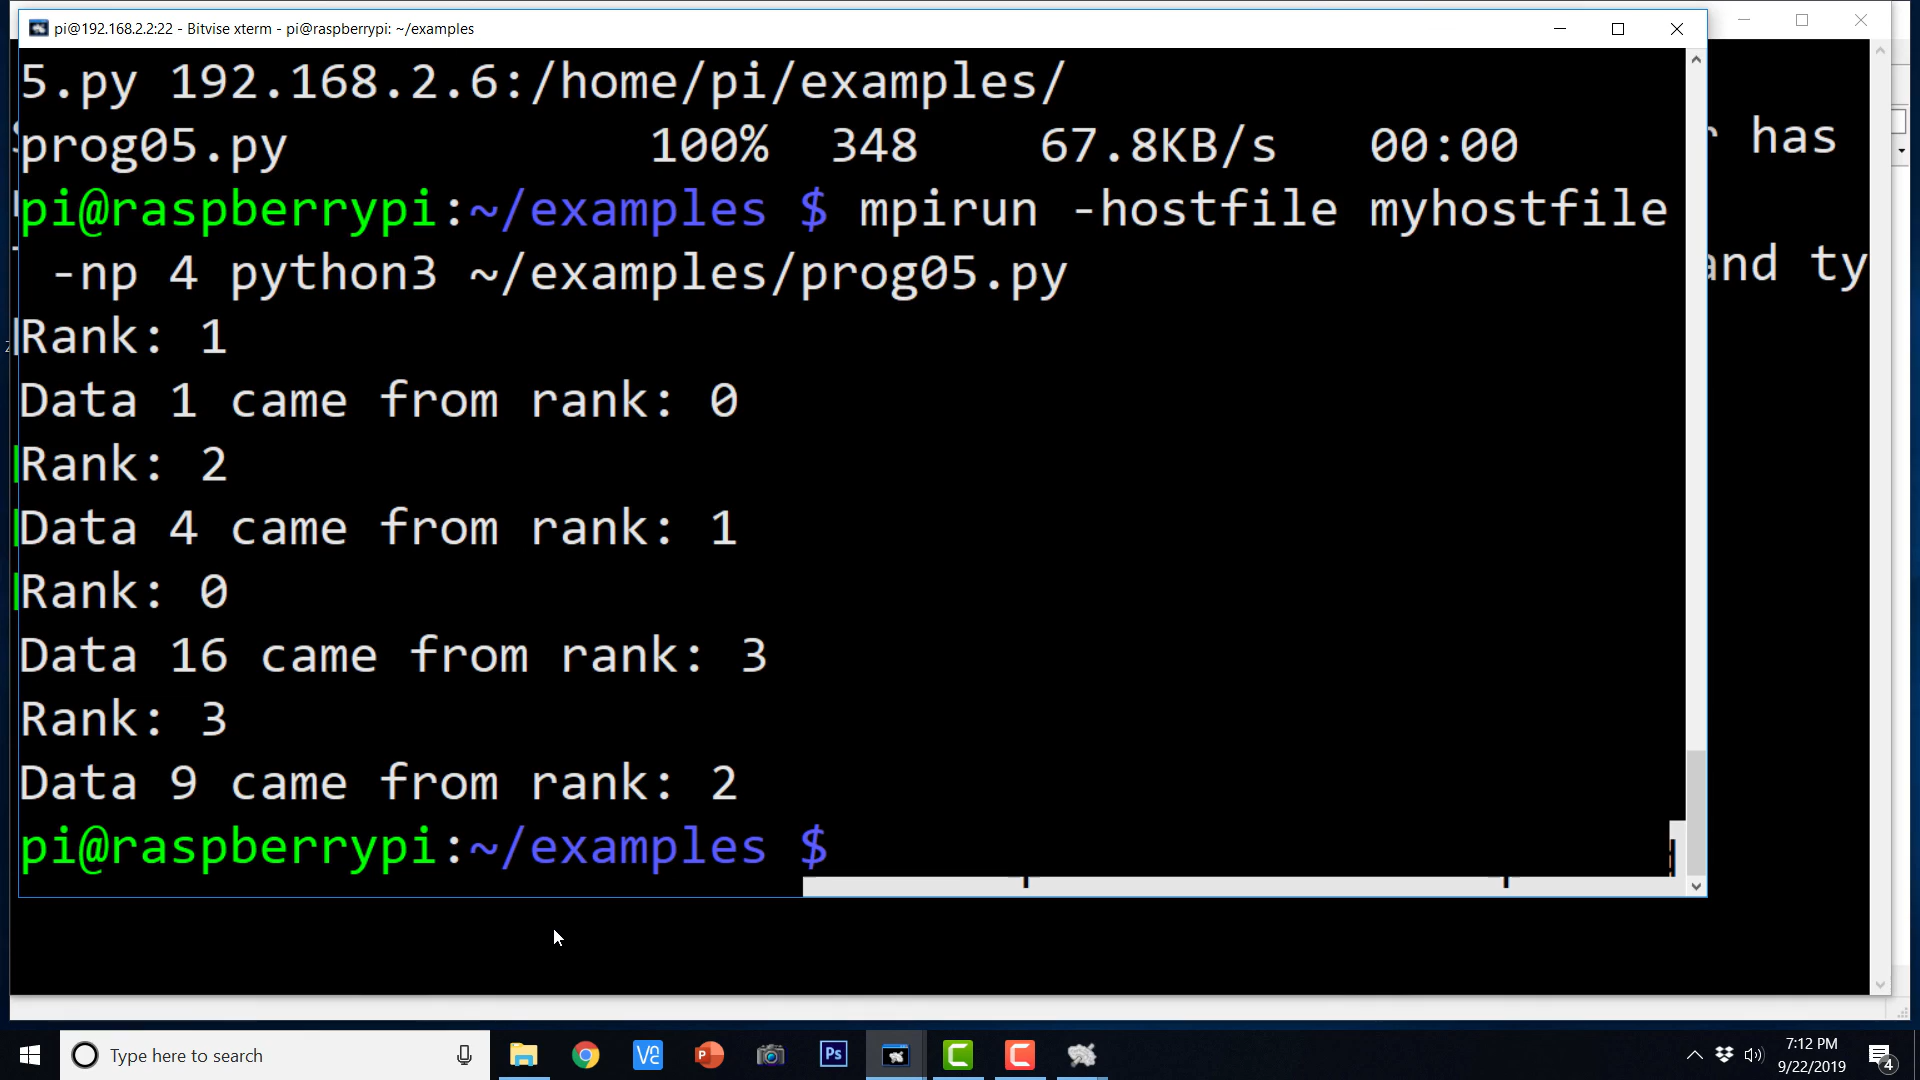 pi@192.168.2.2:22 - Bitvise xterm - pi@raspberrypi: ~/examples
5.py 192.168.2.6:/home/pi/examples/
prog05.py 100% 348 67.8KB/s 00:00
pi@raspberrypi:~/examples $ mpirun -hostfile myhostfile
-np 4 python3 ~/examples/prog05.py
Rank: 1
Data 1 came from rank: 0
Rank: 2
Data 4 came from rank: 1
Rank: 0
Data 16 came from rank: 3
Rank: 3
Data 9 came from rank: 2
pi@raspberrypi:~/examples $
has
and ty
Type here to search
V2
P
Ps
C
C
7:12 PM
9/22/2019
4